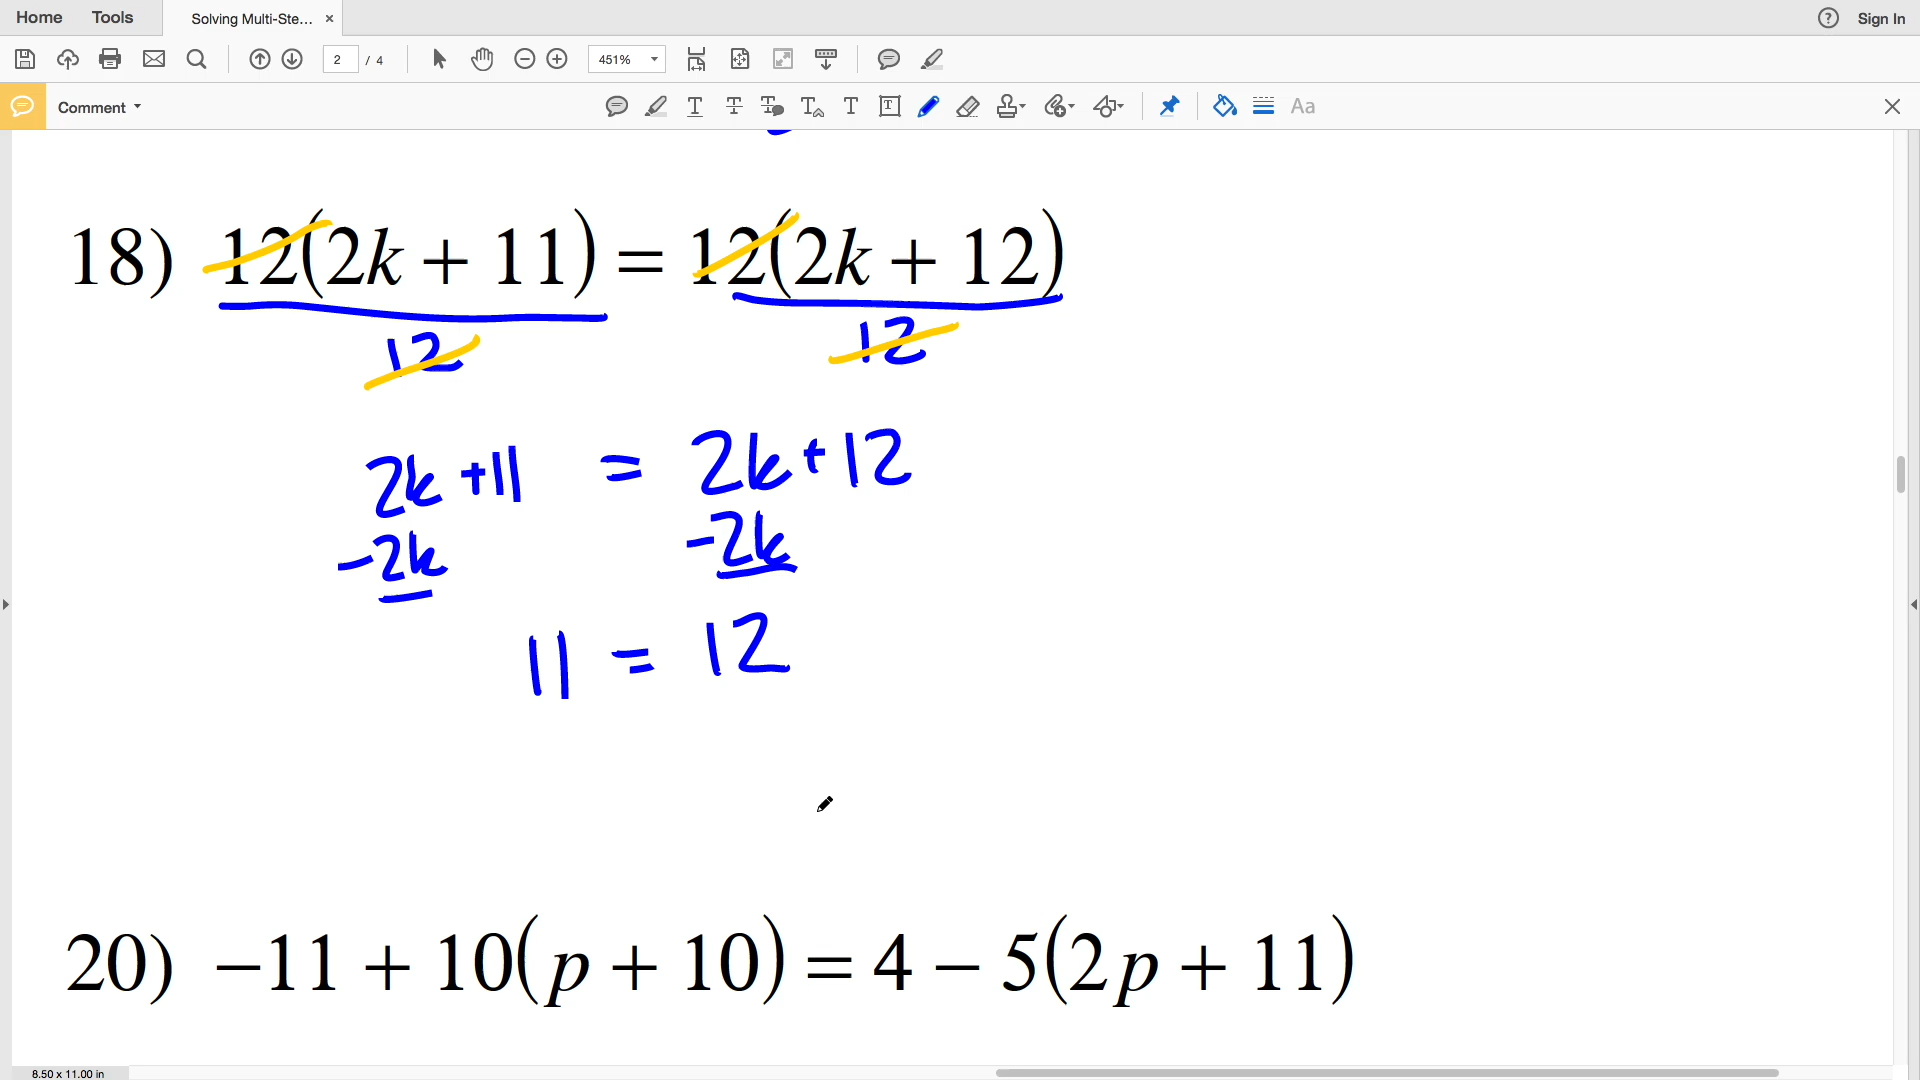 Home Tools Solving Multi-Ste... × ? Sign In
2 / 4 451%
Comment T T T T T T Aa
18) 12(2k + 11) = 12(2k + 12)
12 12
2k +11 = 2k + 12
-2k -2k
11 = 12
20) −11 + 10(p + 10) = 4 − 5(2p + 11)
8.50 x 11.00 in